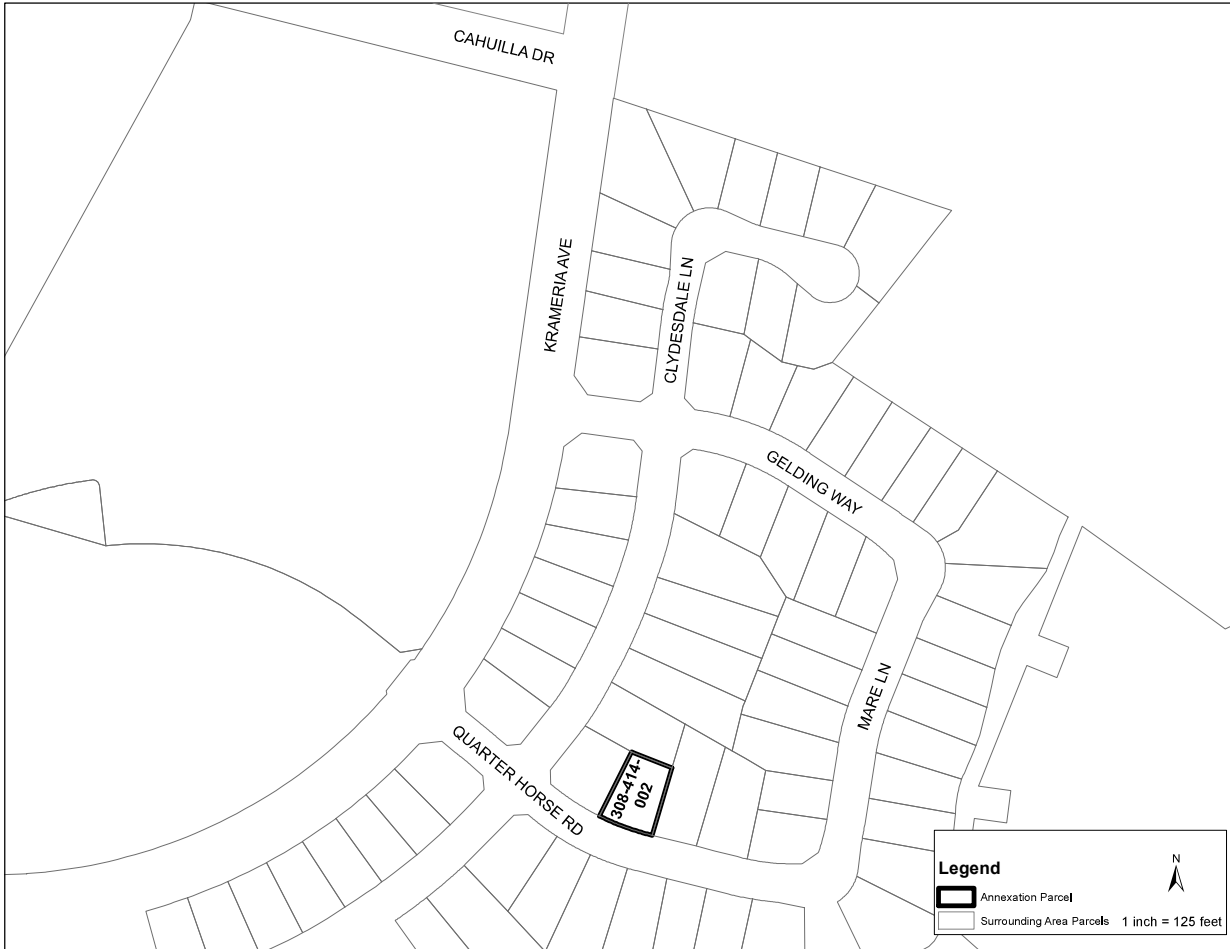 CAHUILLA DR
KRAMERIA AVE
CLYDESDALE LN
GELDING WAY
MARE LN
QUARTER HORSE RD
308-414-
002
Legend
N
Annexation Parcel
Surrounding Area Parcels
1 inch = 125 feet